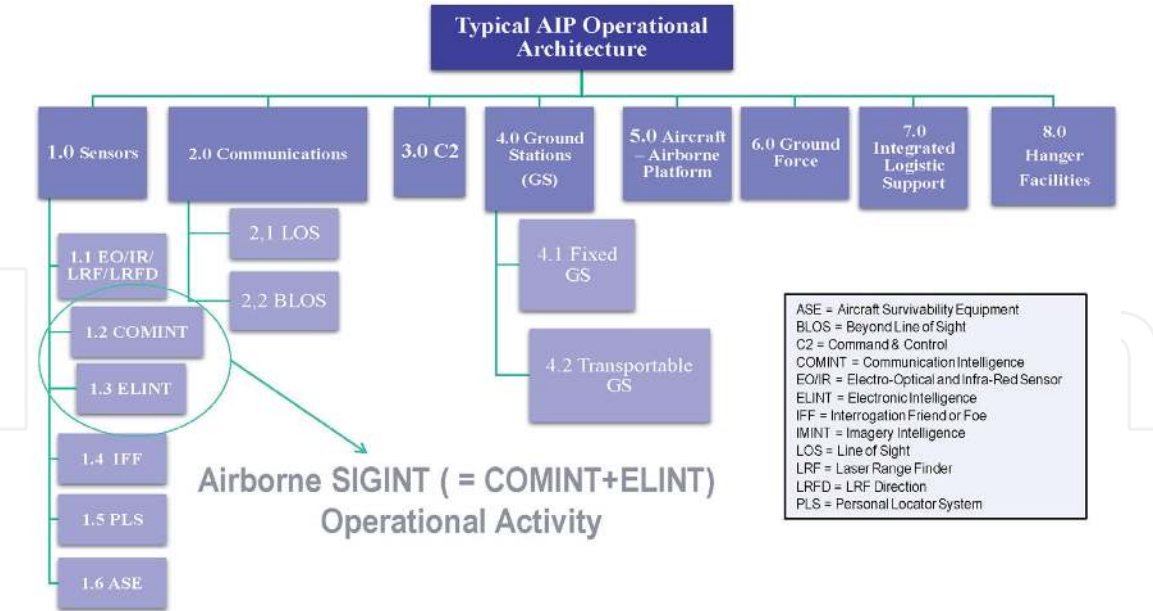 Typical AIP Operational
Architecture
1.0 Sensors
2.0 Communications
3.0 C2
4.0 Ground
Stations
(GS)
5.0 Aircraft
– Airborne
Platform
6.0 Ground
Force
7.0
Integrated
Logistic
Support
8.0
Hanger
Facilities
1.1 EO/IR/
LRF/LRFD
1.2 COMINT
1.3 ELINT
1.4 IFF
1.5 PLS
1.6 ASE
2,1 LOS
2,2 BLOS
4.1 Fixed
GS
4.2 Transportable
GS
Airborne SIGINT ( = COMINT+ELINT)
Operational Activity
ASE = Aircraft Survivability Equipment
BLOS = Beyond Line of Sight
C2 = Command & Control
COMINT = Communication Intelligence
EO/IR = Electro-Optical and Infra-Red Sensor
ELINT = Electronic Intelligence
IFF = Interrogation Friend or Foe
IMINT = Imagery Intelligence
LOS = Line of Sight
LRF = Laser Range Finder
LRFD = LRF Direction
PLS = Personal Locator System